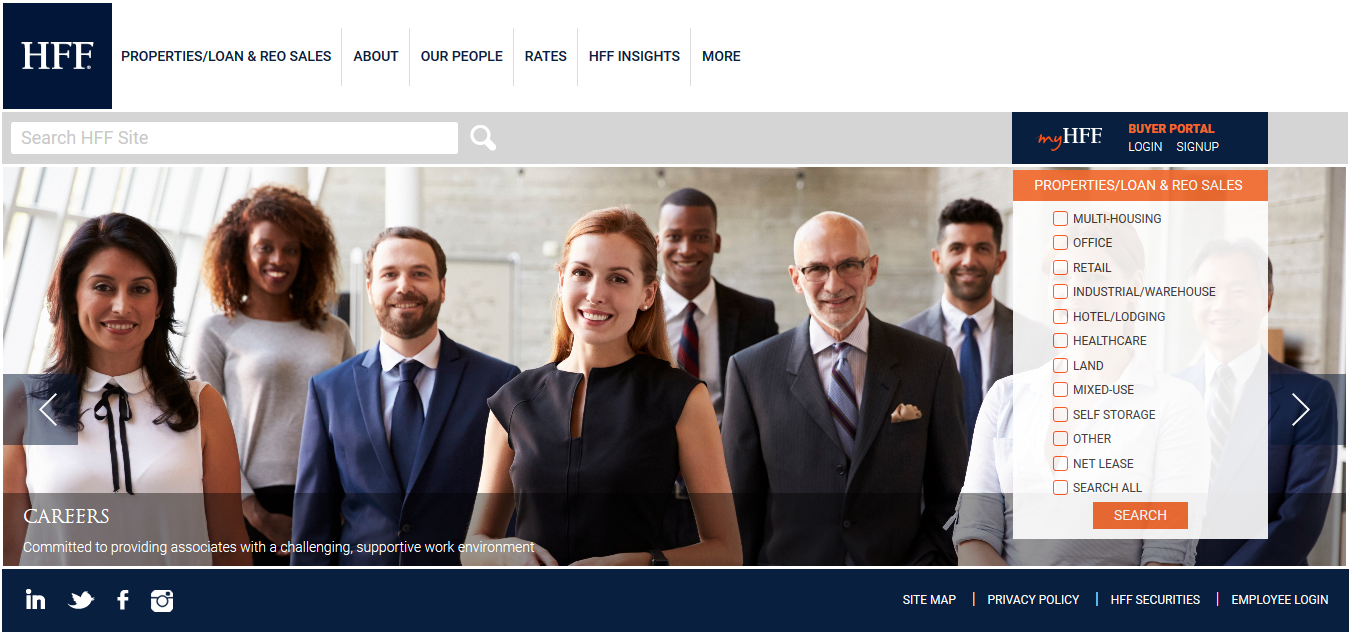 HFF
PROPERTIES/LOAN & REO SALES
ABOUT
OUR PEOPLE
RATES
HFF INSIGHTS
MORE
Search HFF Site
myHFF
BUYER PORTAL
LOGIN SIGNUP
PROPERTIES/LOAN & REO SALES
MULTI-HOUSING
OFFICE
RETAIL
INDUSTRIAL/WAREHOUSE
HOTEL/LODGING
HEALTHCARE
LAND
MIXED-USE
SELF STORAGE
OTHER
NET LEASE
SEARCH ALL
SEARCH
CAREERS
Committed to providing associates with a challenging, supportive work environment
in
f
SITE MAP | PRIVACY POLICY | HFF SECURITIES | EMPLOYEE LOGIN